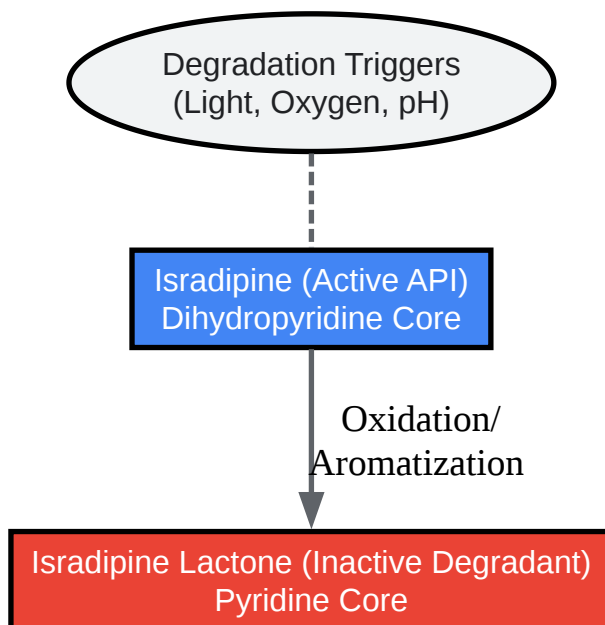 Degradation Triggers
(Light, Oxygen, pH)
Isradipine (Active API)
Dihydropyridine Core
Oxidation/
Aromatization
Isradipine Lactone (Inactive Degradant)
Pyridine Core